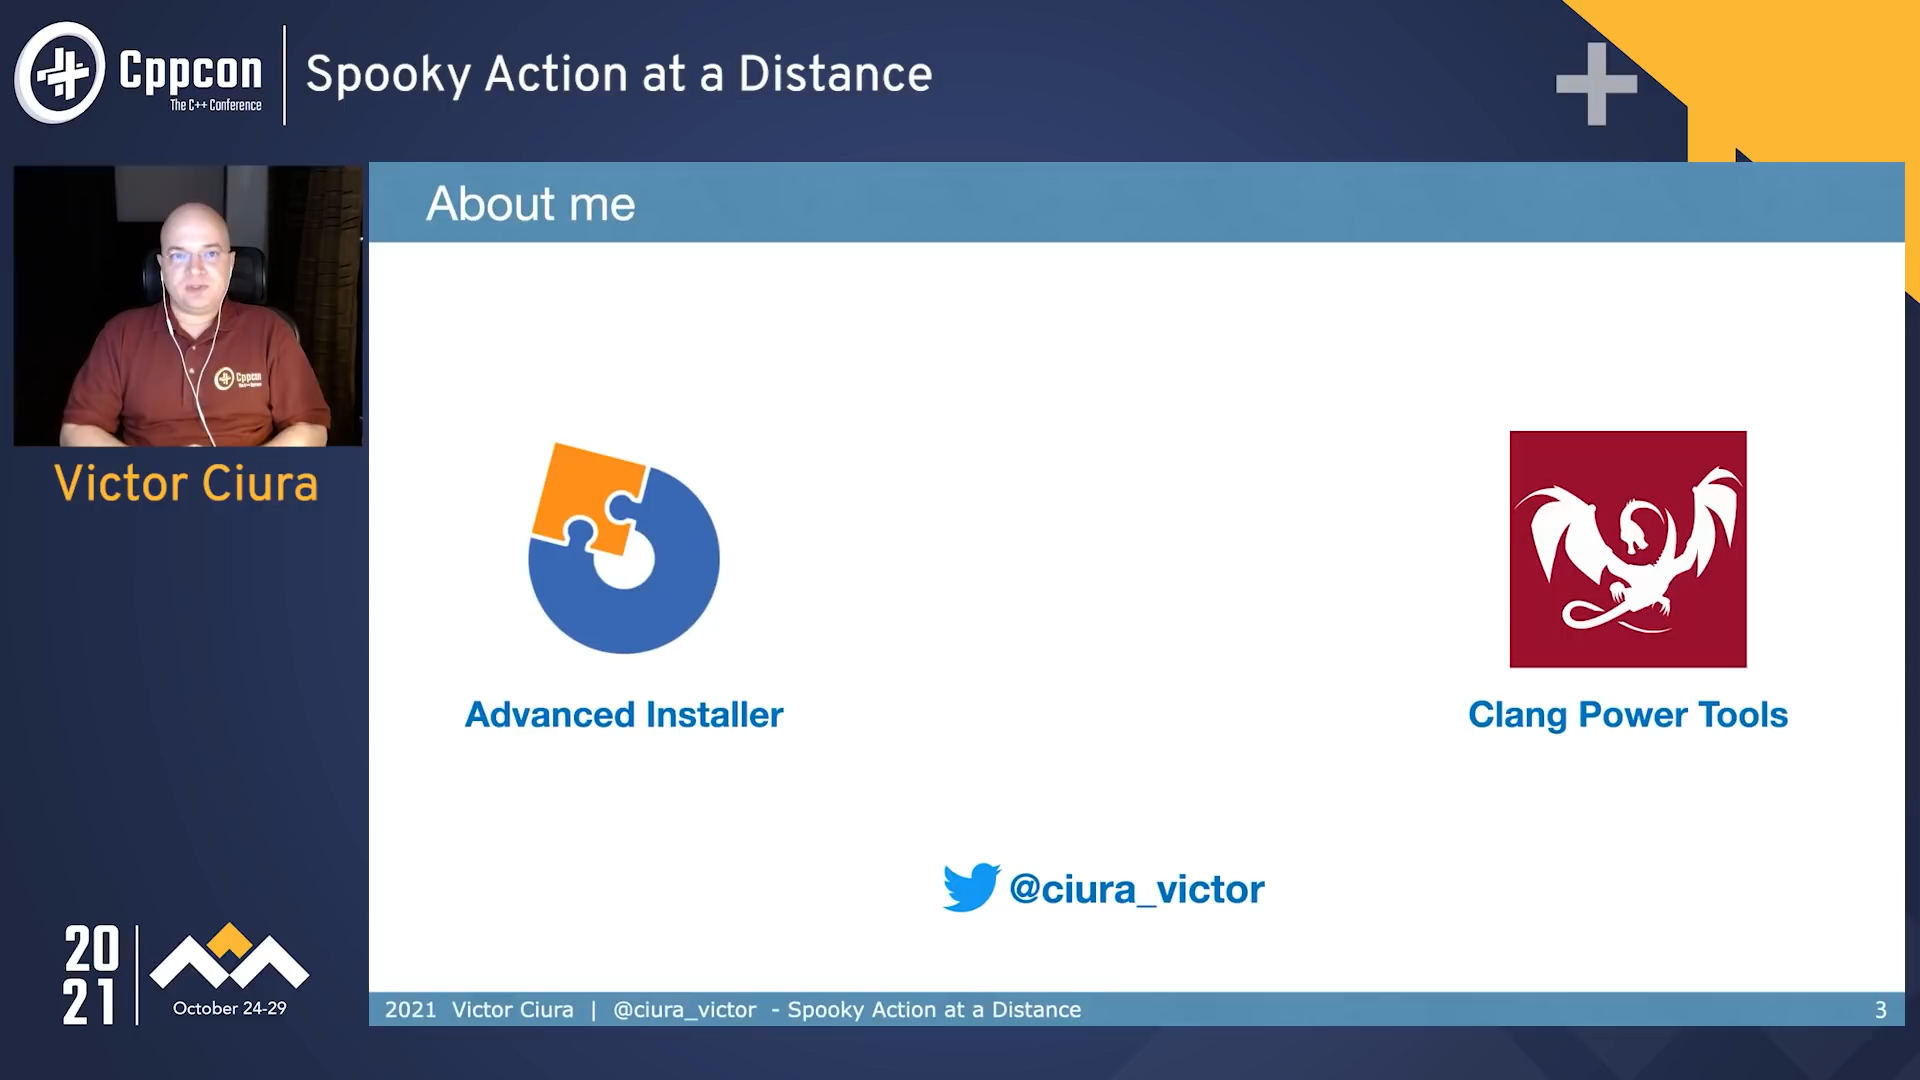 Cppcon
The C++ Conference
Spooky Action at a Distance
About me
Cppcon
Victor Ciura
Advanced Installer
Clang Power Tools
@ciura_victor
20
21
October 24-29
2021 Victor Ciura | @ciura_victor - Spooky Action at a Distance
3